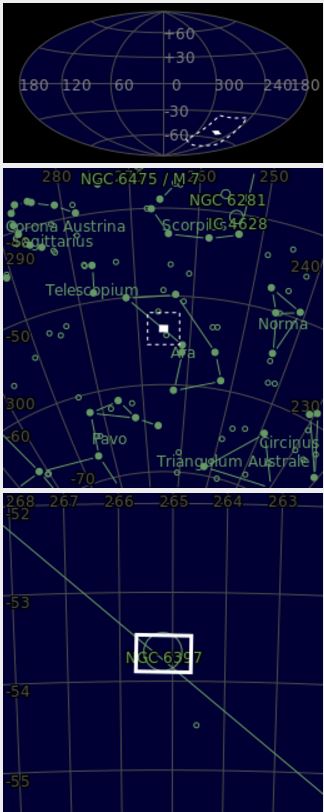 +60
+30
180 120 60 0 300 240 180
-30
-60
280 NGC 6475 / M 7 260 250
NGC 6281
Corona Austrina Scorpius IC 4628
Sagittarius
290 240
Telescopium
Norma
-50
Ara
300 230
-60 Pavo Circinus
Triangulum Australe
-70
268 267 266 265 264 263
-52
-53
NGC 6397
-54
-55